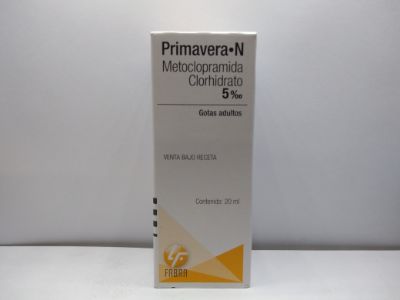 Primavera•N
Metoclopramida
Clorhidrato
5‰
Gotas adultos
VENTA BAJO RECETA
Contenido: 20 ml
FABRA